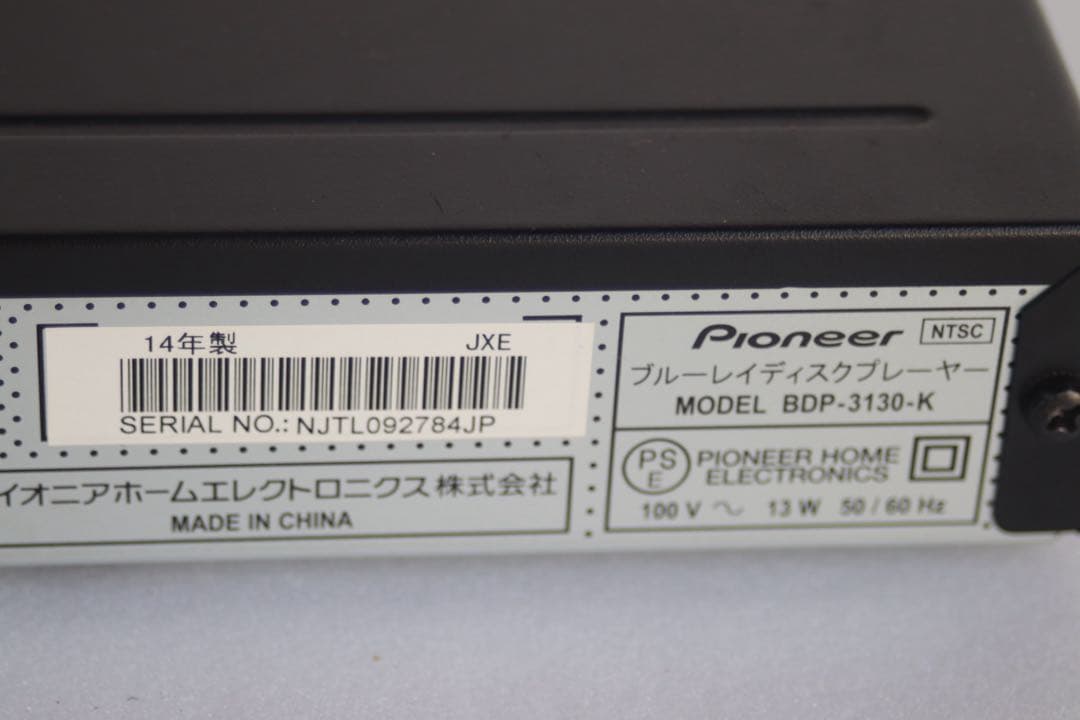 14年製 JXE
SERIAL NO.: NJTL092784JP
イオニアホームエレクトロニクス株式会社
MADE IN CHINA
Pioneer NTSC
ブルーレイディスクプレーヤー
MODEL BDP-3130-K
PS E PIONEER HOME
ELECTRONICS
100 V ～ 13 W 50 / 60 Hz